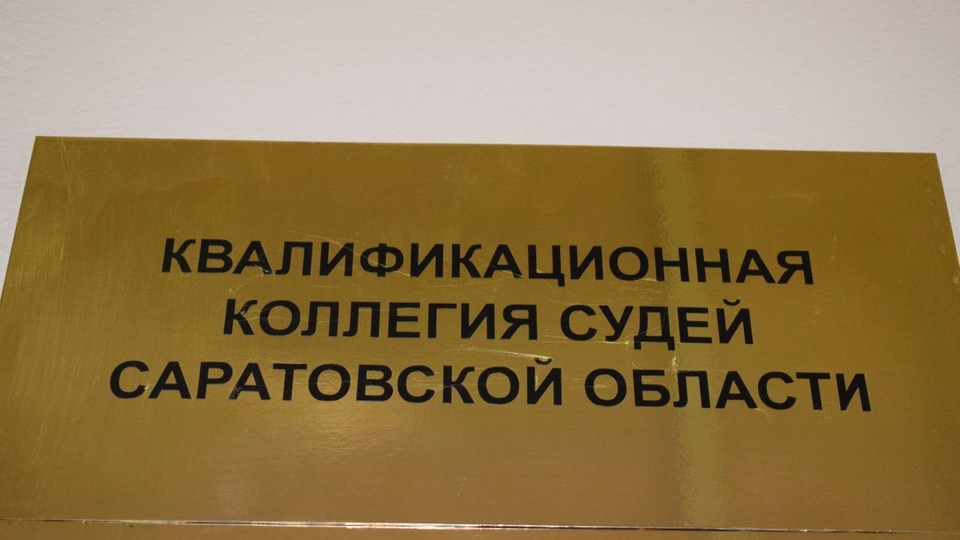 КВАЛИФИКАЦИОННАЯ
КОЛЛЕГИЯ СУДЕЙ
САРАТОВСКОЙ ОБЛАСТИ